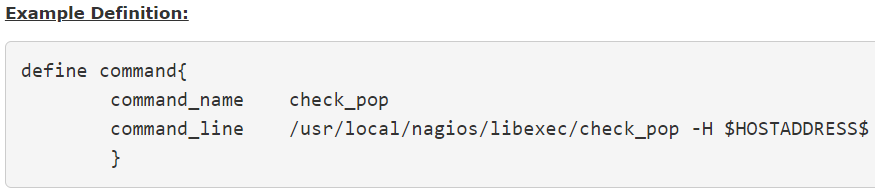 Example Definition:
define command{
command_name check_pop
command_line /usr/local/nagios/libexec/check_pop -H $HOSTADDRESS$
}